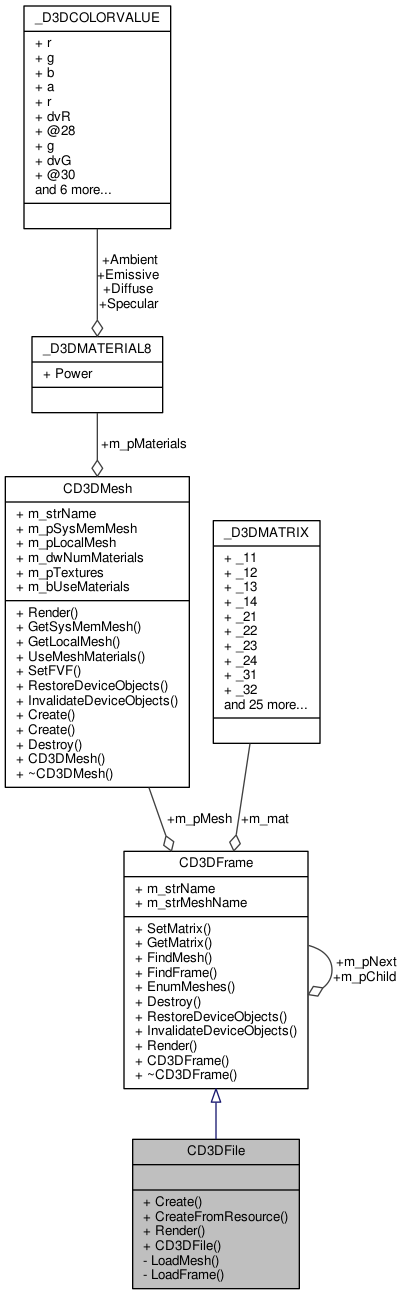 _D3DCOLORVALUE
+ r
+ g
+ b
+ a
+ r
+ dvR
+ @28
+ g
+ dvG
+ @30
and 6 more...
+Ambient
+Emissive
+Diffuse
+Specular
_D3DMATERIAL8
+ Power
+m_pMaterials
CD3DMesh
+ m_strName
+ m_pSysMemMesh
+ m_pLocalMesh
+ m_dwNumMaterials
+ m_pTextures
+ m_bUseMaterials
+ Render()
+ GetSysMemMesh()
+ GetLocalMesh()
+ UseMeshMaterials()
+ SetFVF()
+ RestoreDeviceObjects()
+ InvalidateDeviceObjects()
+ Create()
+ Create()
+ Destroy()
+ CD3DMesh()
+ ~CD3DMesh()
_D3DMATRIX
+ _11
+ _12
+ _13
+ _14
+ _21
+ _22
+ _23
+ _24
+ _31
+ _32
and 25 more...
+m_pMesh
+m_mat
CD3DFrame
+ m_strName
+ m_strMeshName
+ SetMatrix()
+ GetMatrix()
+ FindMesh()
+ FindFrame()
+ EnumMeshes()
+ Destroy()
+ RestoreDeviceObjects()
+ InvalidateDeviceObjects()
+ Render()
+ CD3DFrame()
+ ~CD3DFrame()
+m_pNext
+m_pChild
CD3DFile
+ Create()
+ CreateFromResource()
+ Render()
+ CD3DFile()
- LoadMesh()
- LoadFrame()